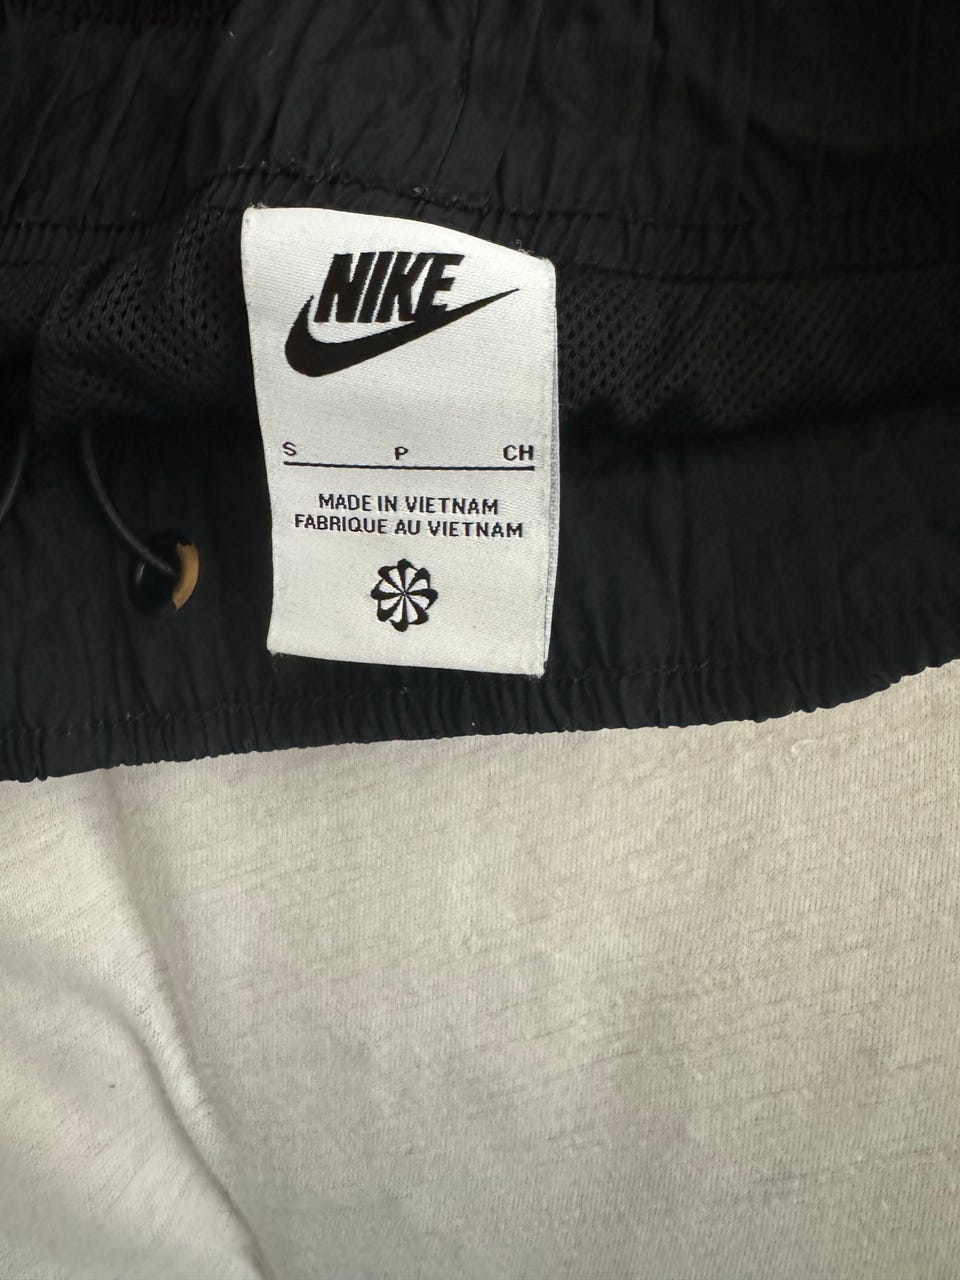 NIKE
S P CH
MADE IN VIETNAM
FABRIQUE AU VIETNAM